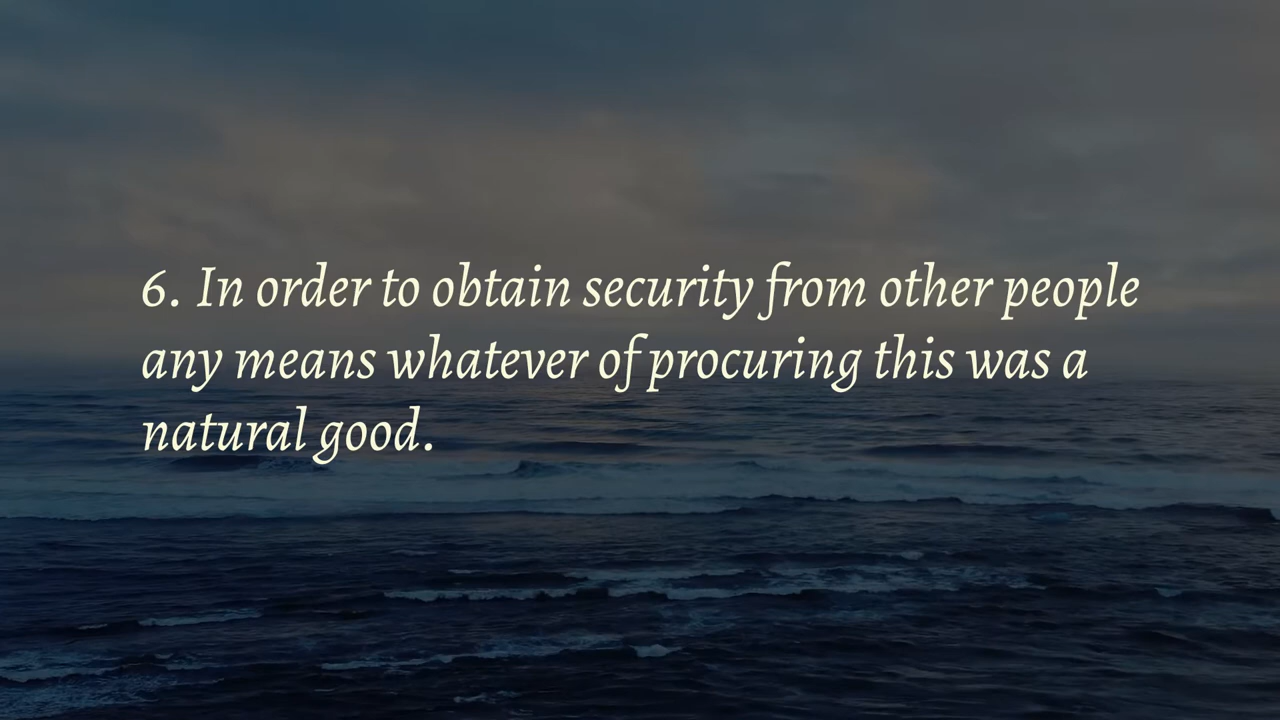 6. In order to obtain security from other people
any means whatever of procuring this was a
natural good.